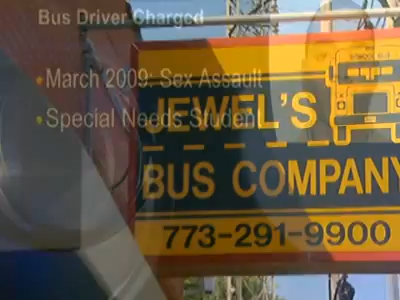 Bus Driver Charged
•March 2009: Sex Assault
•Special Needs Student
JEWEL'S
BUS COMPANY
773-291-9900